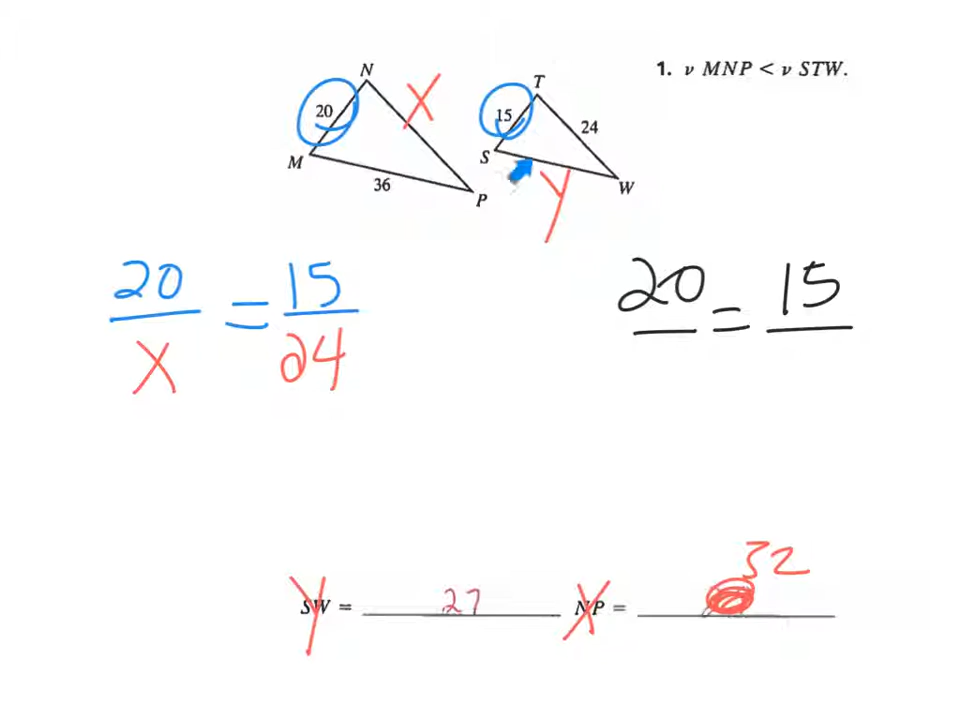 1. ν MNP < ν STW.
N
20
X
M
36
P
T
15
24
S
Y
W
20/X = 15/24
20 = 15
SW = 27
Y
NP = 32
X